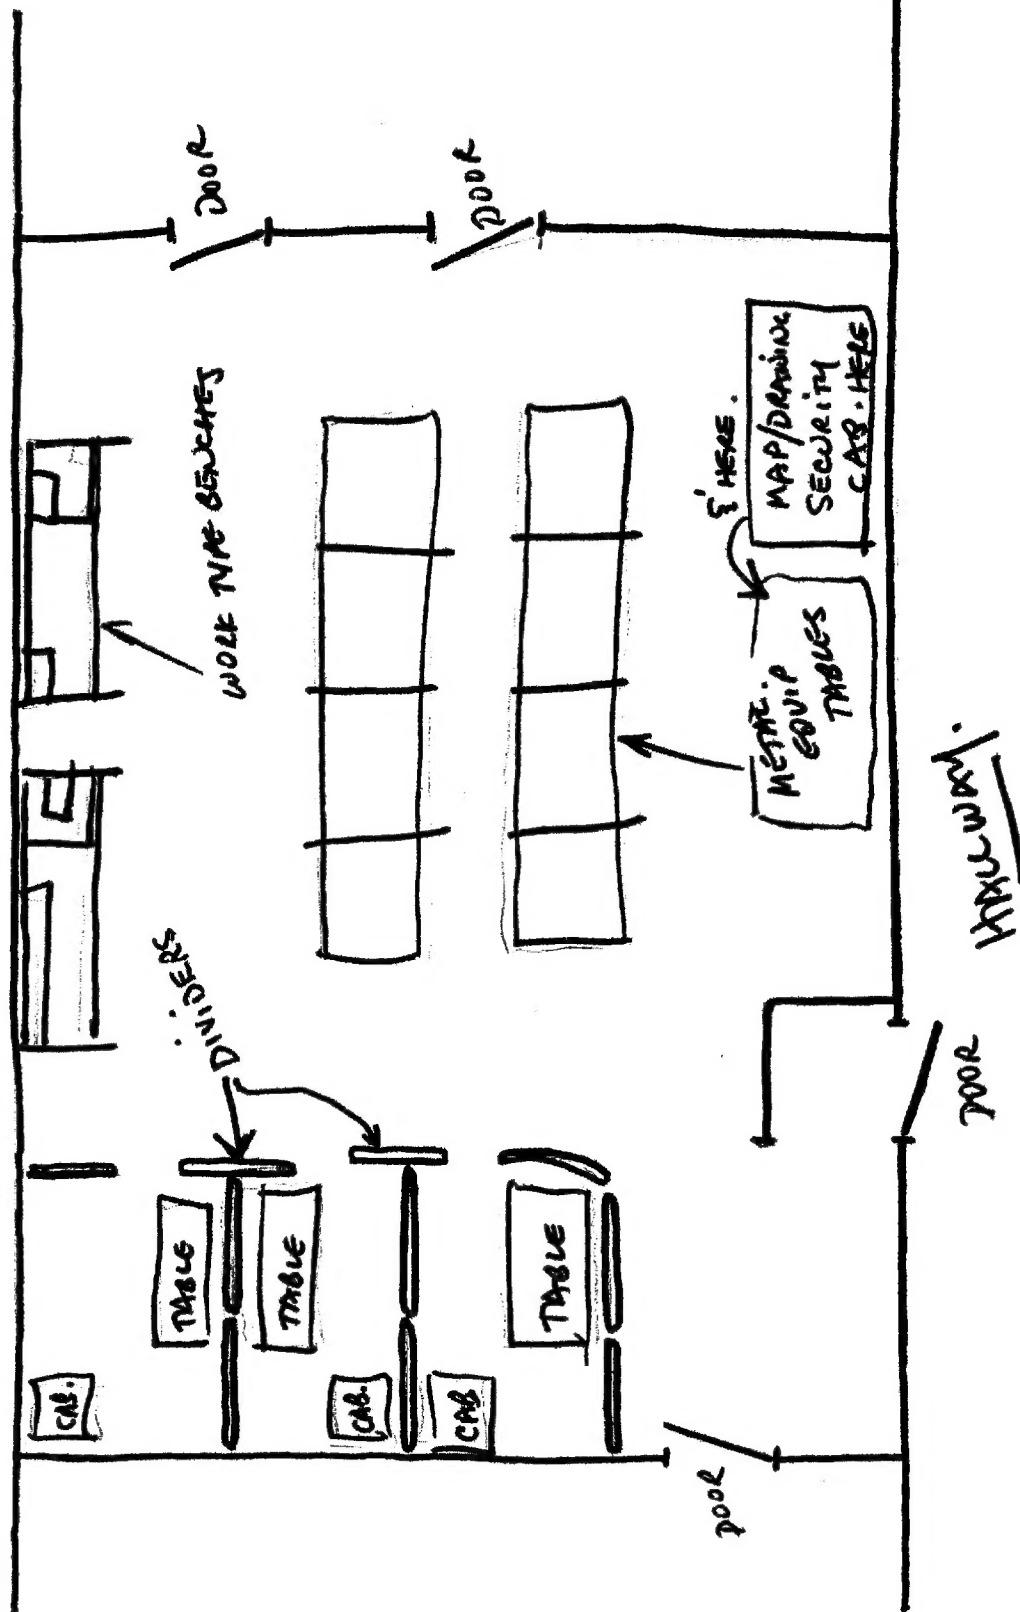 DOOR
DOOR
WORK TYPE BENCHES
& HERE.
MAP/DRAWING
SECURITY
CAB. HERE
METAL.
EQUIP
TABLES
DIVIDERS
HALLWAY.
DOOR
TABLE
TABLE
TABLE
CAB.
CAB.
CAB
DOOR